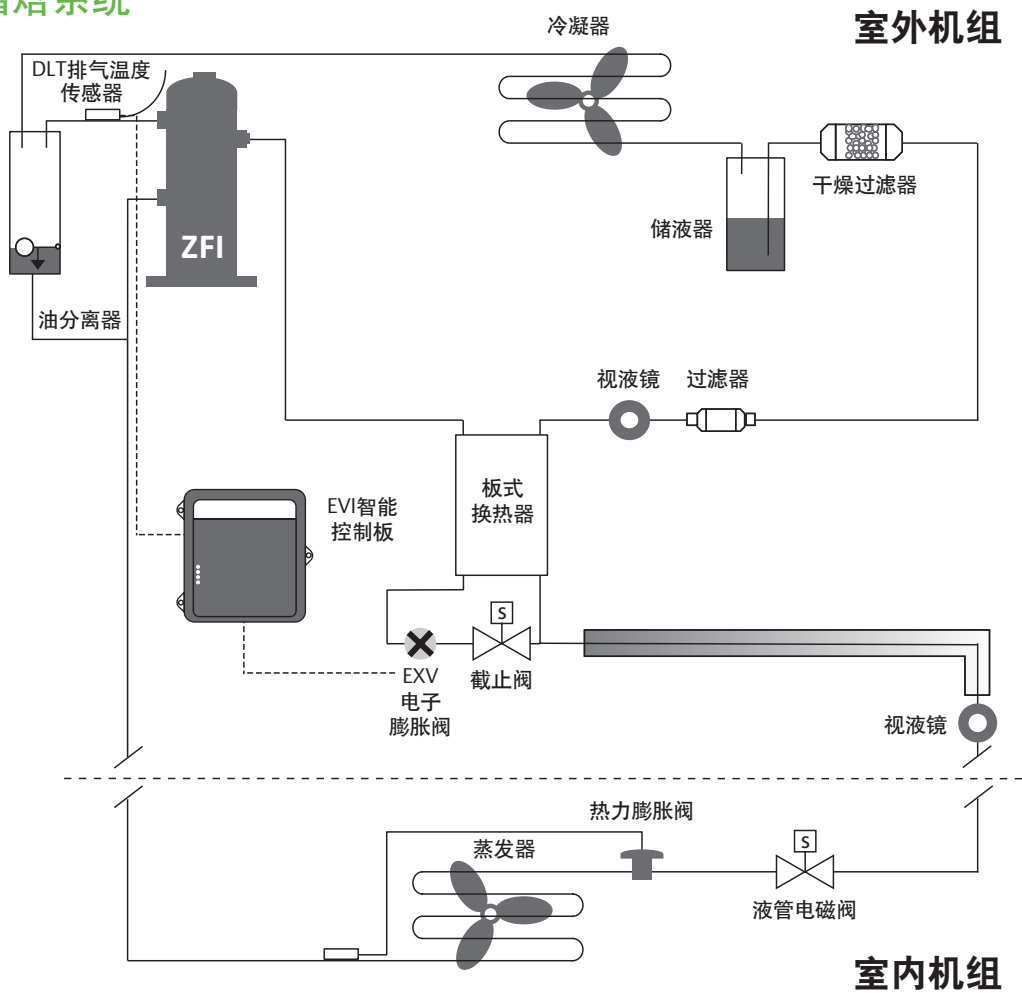 系统
室外机组
冷凝器
DLT排气温度
传感器
干燥过滤器
储液器
ZFI
油分离器
视液镜
过滤器
板式
换热器
EVI智能
控制板
S
EXV
电子
膨胀阀
截止阀
视液镜
热力膨胀阀
蒸发器
S
液管电磁阀
室内机组